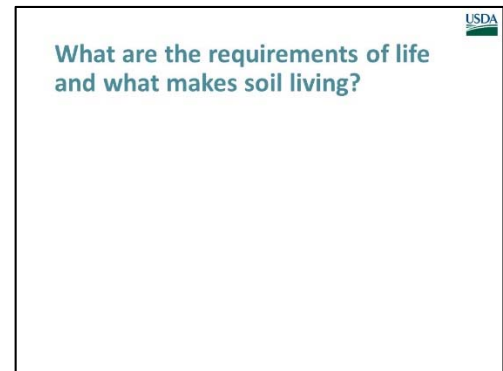 USDA
What are the requirements of life
and what makes soil living?